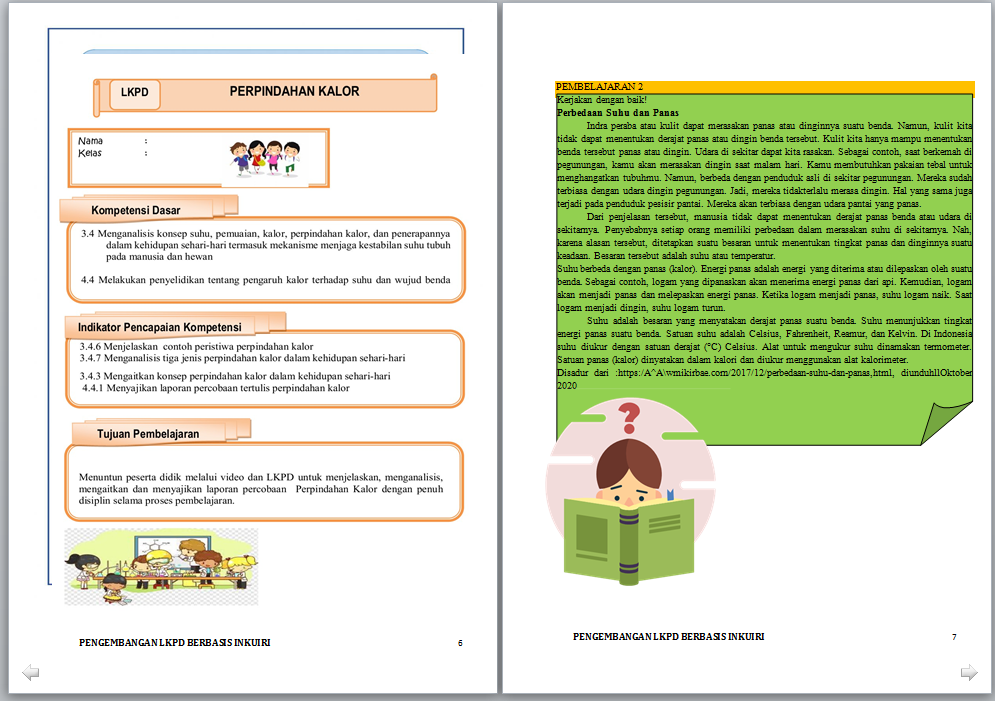 LKPD
PERPINDAHAN KALOR
Nama :
Kelas :
Kompetensi Dasar
3.4 Menganalisis konsep suhu, pemuaian, kalor, perpindahan kalor, dan penerapannya
dalam kehidupan sehari-hari termasuk mekanisme menjaga kestabilan suhu tubuh
pada manusia dan hewan
4.4 Melakukan penyelidikan tentang pengaruh kalor terhadap suhu dan wujud benda
Indikator Pencapaian Kompetensi
3.4.6 Menjelaskan contoh peristiwa perpindahan kalor
3.4.7 Menganalisis tiga jenis perpindahan kalor dalam kehidupan sehari-hari
3.4.3 Mengaitkan konsep perpindahan kalor dalam kehidupan sehari-hari
4.4.1 Menyajikan laporan percobaan tertulis perpindahan kalor
Tujuan Pembelajaran
Menuntun peserta didik melalui video dan LKPD untuk menjelaskan, menganalisis,
mengaitkan dan menyajikan laporan percobaan Perpindahan Kalor dengan penuh
disiplin selama proses pembelajaran.
PENGEMBANGAN LKPD BERBASIS INKUIRI 6
PEMBELAJARAN 2
Kerjakan dengan baik!
Perbedaan Suhu dan Panas
Indra peraba atau kulit dapat merasakan panas atau dinginnya suatu benda. Namun, kulit kita
tidak dapat menentukan derajat panas atau dingin benda tersebut. Kulit kita hanya mampu menentukan
benda tersebut panas atau dingin. Udara di sekitar dapat kita rasakan. Sebagai contoh, saat berkemah di
pegunungan, kamu akan merasakan dingin saat malam hari. Kamu membutuhkan pakaian tebal untuk
menghangatkan tubuhmu. Namun, berbeda dengan penduduk asli di sekitar pegunungan. Mereka sudah
terbiasa dengan udara dingin pegunungan. Jadi, mereka tidakterlalu merasa dingin. Hal yang sama juga
terjadi pada penduduk pesisir pantai. Mereka akan terbiasa dengan udara pantai yang panas.
Dari penjelasan tersebut, manusia tidak dapat menentukan derajat panas benda atau udara di
sekitarnya. Penyebabnya setiap orang memiliki perbedaan dalam merasakan suhu di sekitarnya. Nah,
karena alasan tersebut, ditetapkan suatu besaran untuk menentukan tingkat panas dan dinginnya suatu
keadaan. Besaran tersebut adalah suhu atau temperatur.
Suhu berbeda dengan panas (kalor). Energi panas adalah energi yang diterima atau dilepaskan oleh suatu
benda. Sebagai contoh, logam yang dipanaskan akan menerima energi panas dari api. Kemudian, logam
akan menjadi panas dan melepaskan energi panas. Ketika logam menjadi panas, suhu logam naik. Saat
logam menjadi dingin, suhu logam turun.
Suhu adalah besaran yang menyatakan derajat panas suatu benda. Suhu menunjukkan tingkat
energi panas suatu benda. Satuan suhu adalah Celsius, Fahrenheit, Reamur, dan Kelvin. Di Indonesia
suhu diukur dengan satuan derajat (°C) Celsius. Alat untuk mengukur suhu dinamakan termometer.
Satuan panas (kalor) dinyatakan dalam kalori dan diukur menggunakan alat kalorimeter.
Disadur dari :https:/A^A\wmikirbae.com/2017/12/perbedaan-suhu-dan-panas,html, diunduhllOktober
2020
?
PENGEMBANGAN LKPD BERBASIS INKUIRI 7